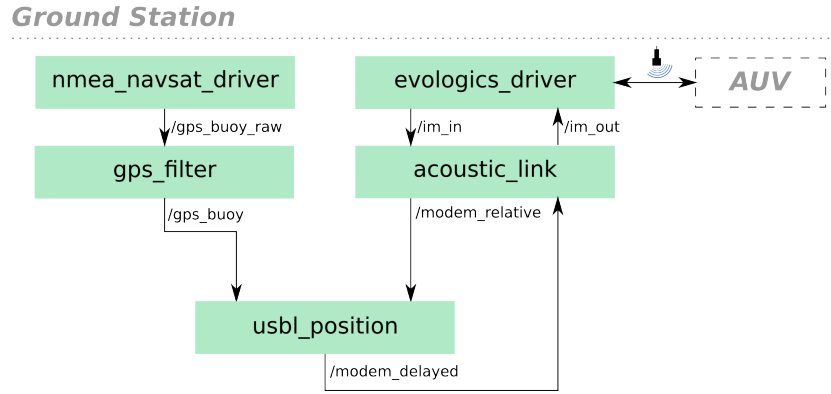 Ground Station
nmea_navsat_driver
evologics_driver
AUV
/gps_buoy_raw
/im_in
/im_out
gps_filter
acoustic_link
/gps_buoy
/modem_relative
usbl_position
/modem_delayed